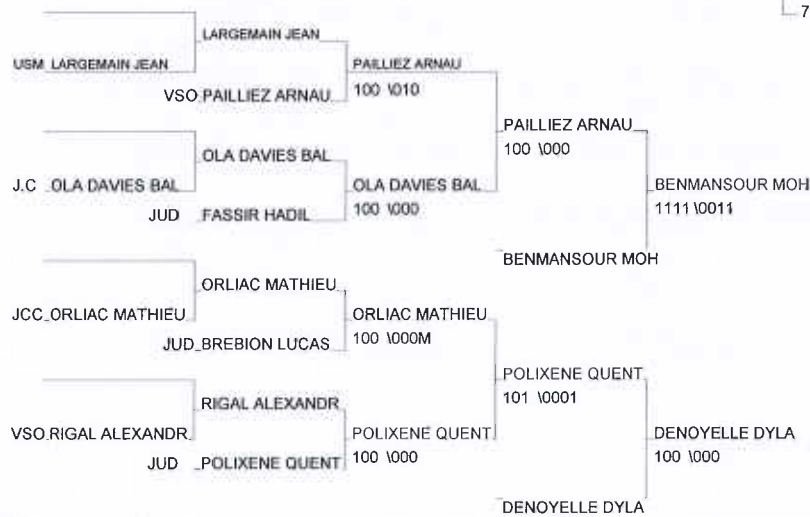 7
LARGEMAIN JEAN
USM LARGEMAIN JEAN
PAILLIEZ ARNAU
VSO PAILLIEZ ARNAU
100 \010
PAILLIEZ ARNAU
100 \000
OLA DAVIES BAL
J.C OLA DAVIES BAL
OLA DAVIES BAL
BENMANSOUR MOH
JUD FASSIR HADIL
100 \000
1111 \0011
BENMANSOUR MOH
ORLIAC MATHIEU
JCC ORLIAC MATHIEU
ORLIAC MATHIEU
JUD BREBION LUCAS
100 \000M
POLIXENE QUENT
101 \0001
RIGAL ALEXANDR
VSO RIGAL ALEXANDR
POLIXENE QUENT
DENOYELLE DYLA
JUD POLIXENE QUENT
100 \000
100 \000
DENOYELLE DYLA